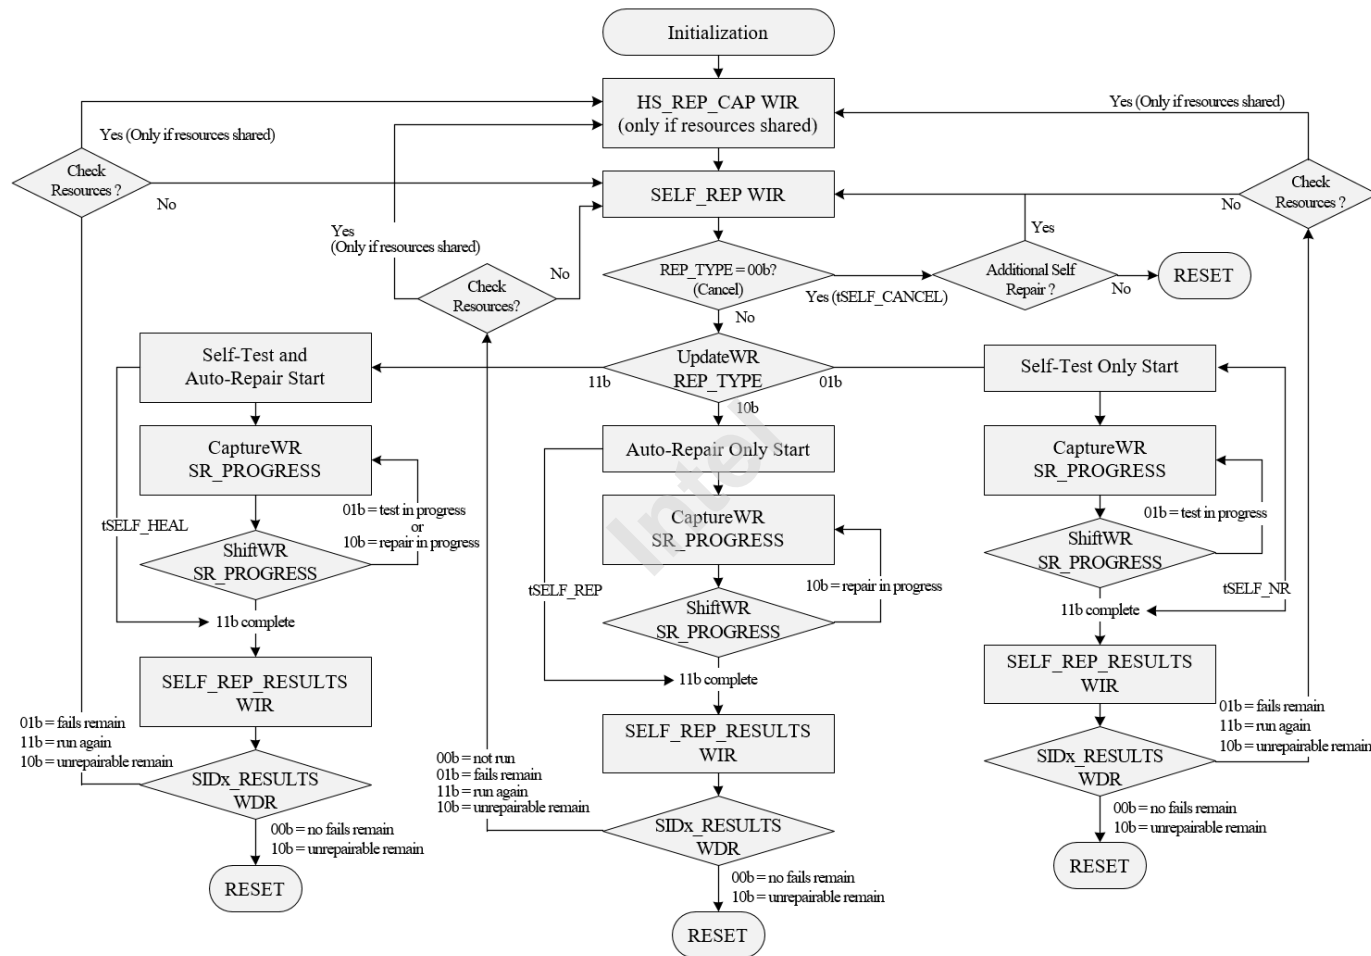 Initialization
HS_REP_CAP WIR
(only if resources shared)
Yes (Only if resources shared)
Yes (Only if resources shared)
Check
Resources ?
No
SELF_REP WIR
Check
Resources ?
No
Yes
(Only if resources shared)
Check
Resources?
No
REP_TYPE = 00b?
(Cancel)
Yes (tSELF_CANCEL)
No
Yes
Additional Self
Repair ?
No
RESET
UpdateWR
REP_TYPE
11b
01b
10b
Self-Test and
Auto-Repair Start
CaptureWR
SR_PROGRESS
01b = test in progress
or
10b = repair in progress
tSELF_HEAL
ShiftWR
SR_PROGRESS
11b complete
SELF_REP_RESULTS
WIR
01b = fails remain
11b = run again
10b = unrepairable remain
SIDx_RESULTS
WDR
00b = no fails remain
10b = unrepairable remain
RESET
Auto-Repair Only Start
CaptureWR
SR_PROGRESS
10b = repair in progress
tSELF_REP
ShiftWR
SR_PROGRESS
11b complete
SELF_REP_RESULTS
WIR
00b = not run
01b = fails remain
11b = run again
10b = unrepairable remain
SIDx_RESULTS
WDR
00b = no fails remain
10b = unrepairable remain
RESET
Self-Test Only Start
CaptureWR
SR_PROGRESS
01b = test in progress
ShiftWR
SR_PROGRESS
tSELF_NR
11b complete
SELF_REP_RESULTS
WIR
01b = fails remain
11b = run again
10b = unrepairable remain
SIDx_RESULTS
WDR
00b = no fails remain
10b = unrepairable remain
RESET
Intel